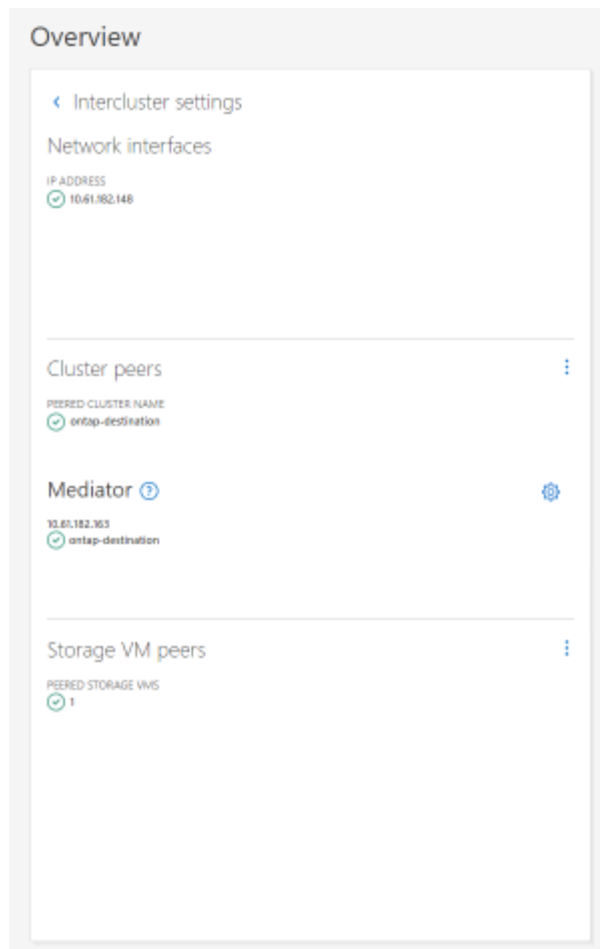 Overview
Intercluster settings
Network interfaces
IP ADDRESS
10.61.182.148
Cluster peers
PEERED CLUSTER NAME
ontap-destination
Mediator ?
10.61.182.163
ontap-destination
Storage VM peers
PEERED STORAGE VMS
1